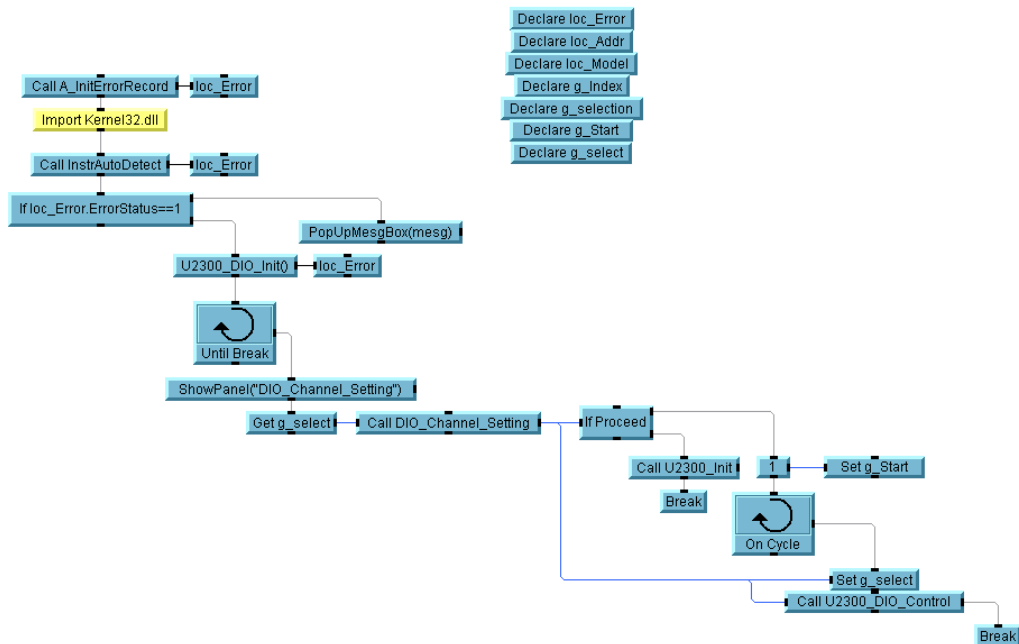 Declare loc_Error
Declare loc_Addr
Declare loc_Model
Declare g_Index
Declare g_selection
Declare g_Start
Declare g_select
Call A_InitErrorRecord
loc_Error
Import Kernel32.dll
Call InstrAutoDetect
loc_Error
If loc_Error.ErrorStatus==1
PopUpMesgBox(mesg)
U2300_DIO_Init()
loc_Error
Until Break
ShowPanel("DIO_Channel_Setting")
Get g_select
Call DIO_Channel_Setting
If Proceed
Call U2300_Init
1
Set g_Start
Break
On Cycle
Set g_select
Call U2300_DIO_Control
Break